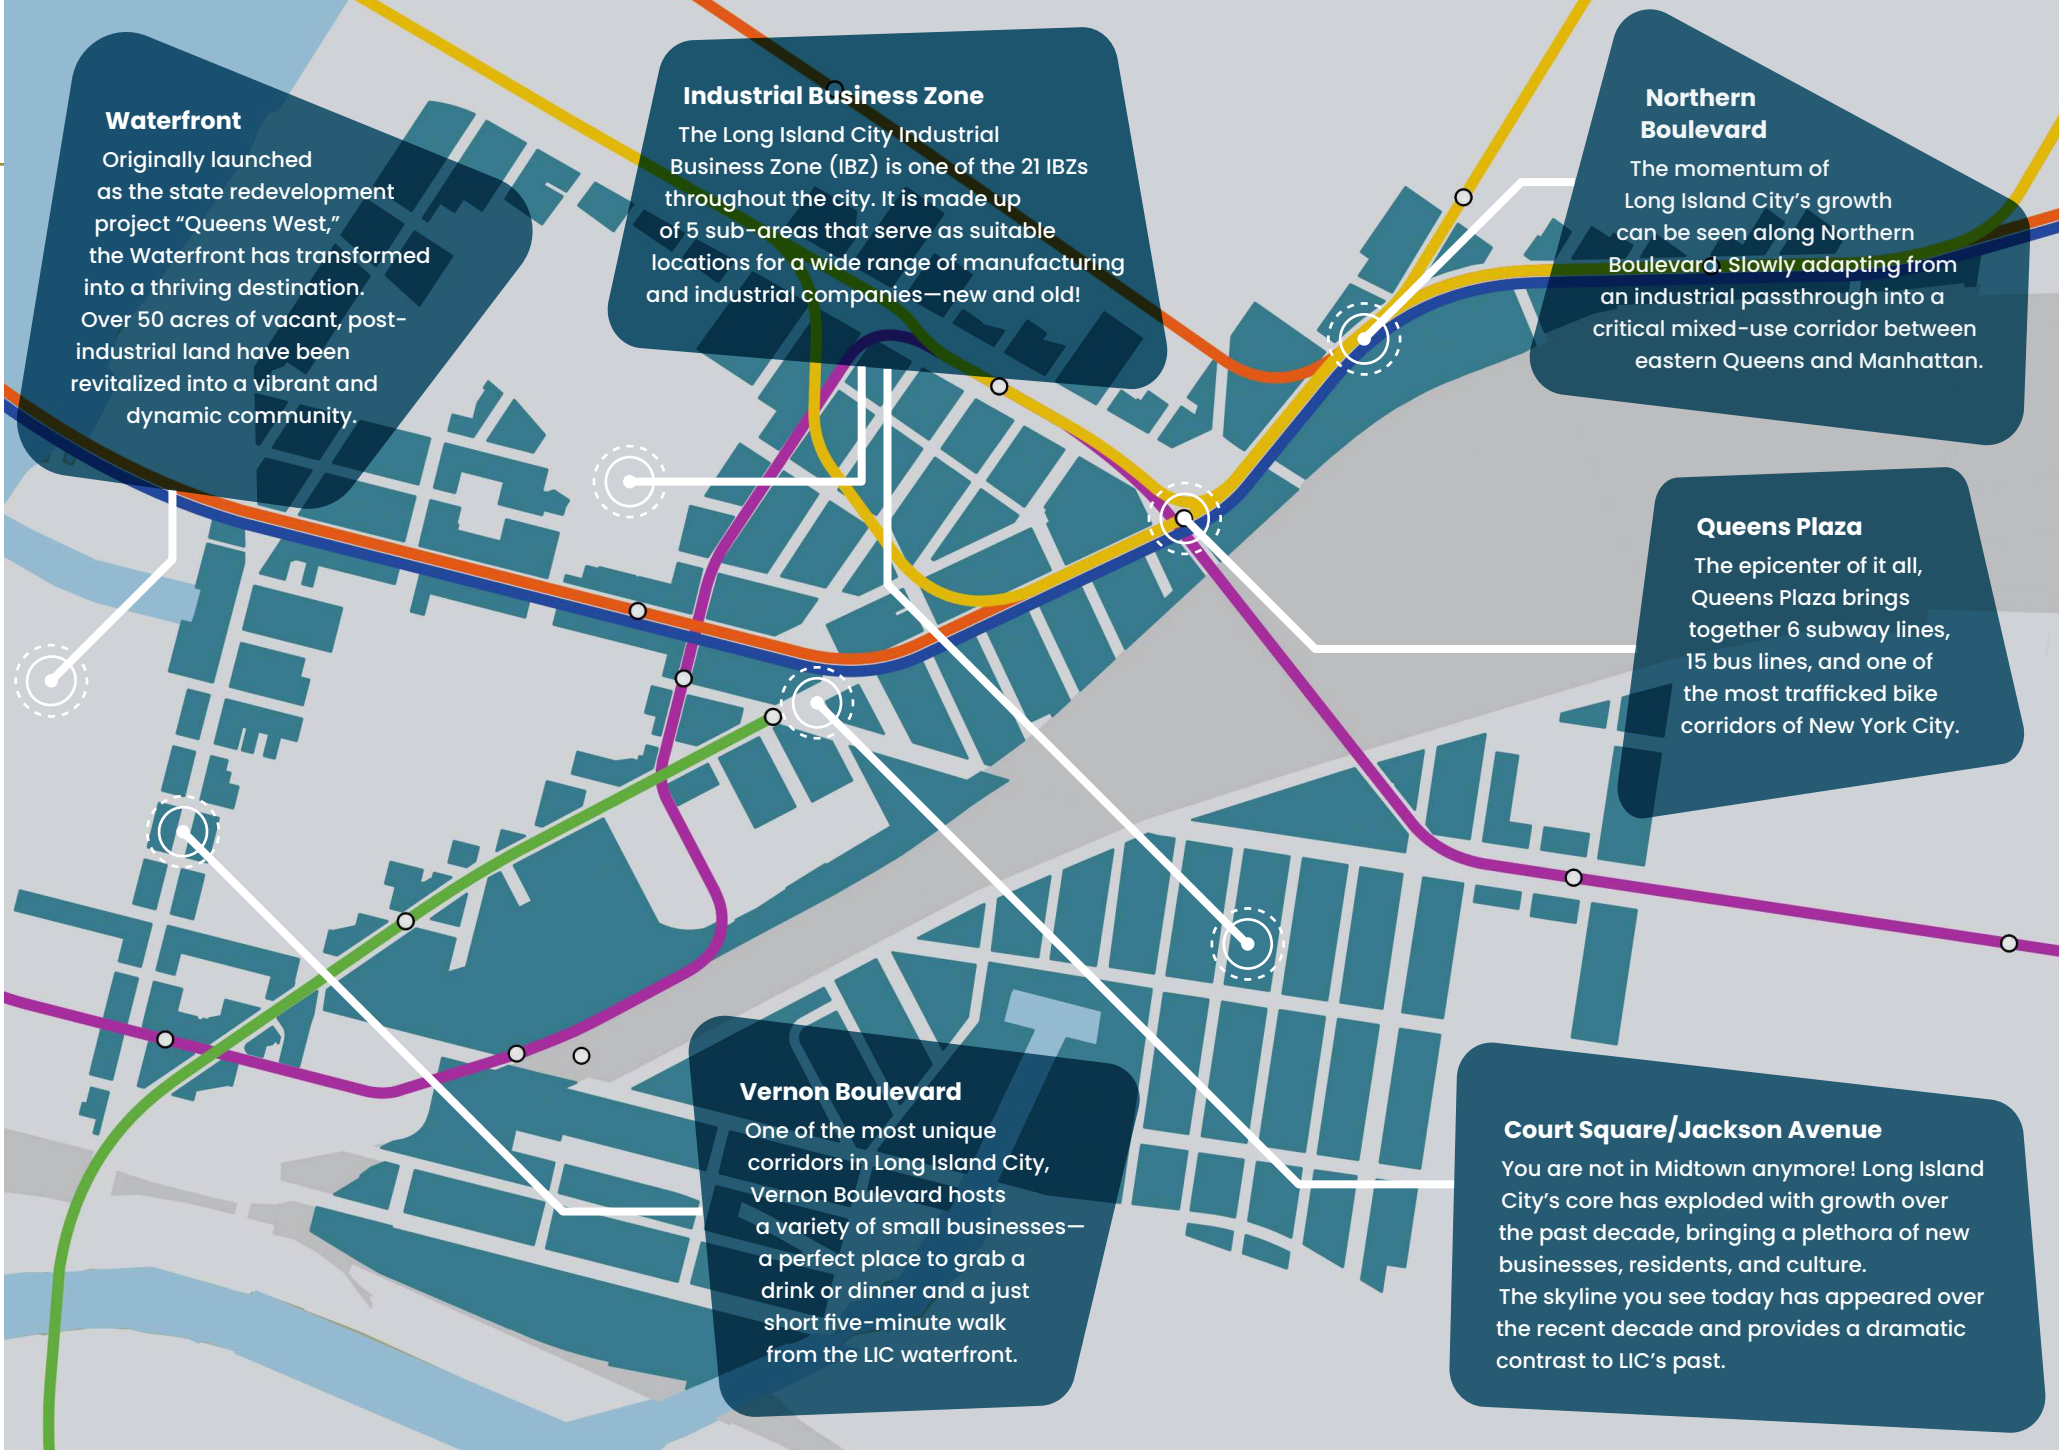 Waterfront
Originally launched
as the state redevelopment
project “Queens West,”
the Waterfront has transformed
into a thriving destination.
Over 50 acres of vacant, post-
industrial land have been
revitalized into a vibrant and
dynamic community.
Industrial Business Zone
The Long Island City Industrial
Business Zone (IBZ) is one of the 21 IBZs
throughout the city. It is made up
of 5 sub-areas that serve as suitable
locations for a wide range of manufacturing
and industrial companies—new and old!
Northern
Boulevard
The momentum of
Long Island City’s growth
can be seen along Northern
Boulevard. Slowly adapting from
an industrial passthrough into a
critical mixed-use corridor between
eastern Queens and Manhattan.
Queens Plaza
The epicenter of it all,
Queens Plaza brings
together 6 subway lines,
15 bus lines, and one of
the most trafficked bike
corridors of New York City.
Vernon Boulevard
One of the most unique
corridors in Long Island City,
Vernon Boulevard hosts
a variety of small businesses—
a perfect place to grab a
drink or dinner and a just
short five-minute walk
from the LIC waterfront.
Court Square/Jackson Avenue
You are not in Midtown anymore! Long Island
City’s core has exploded with growth over
the past decade, bringing a plethora of new
businesses, residents, and culture.
The skyline you see today has appeared over
the recent decade and provides a dramatic
contrast to LIC’s past.